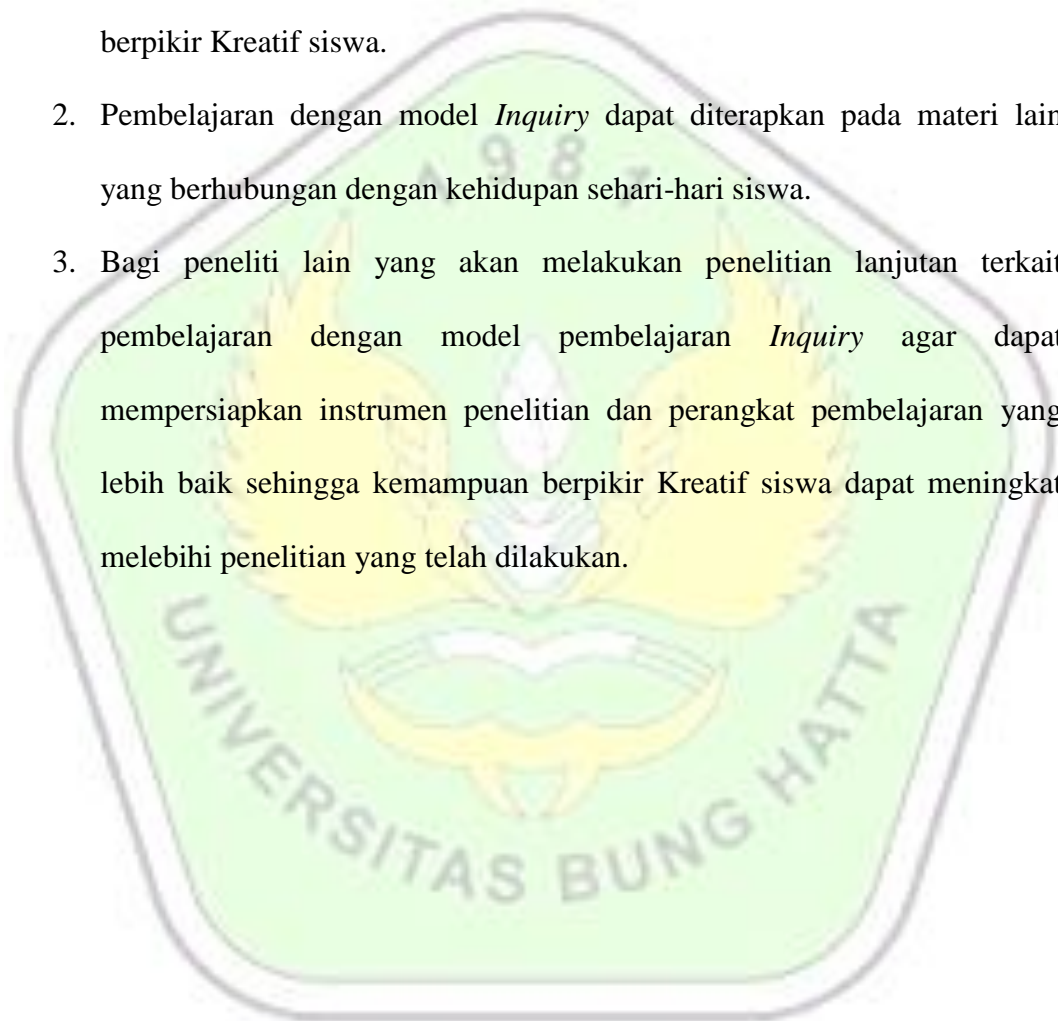 berpikir Kreatif siswa.
2. Pembelajaran dengan model Inquiry dapat diterapkan pada materi lain
yang berhubungan dengan kehidupan sehari-hari siswa.
3. Bagi peneliti lain yang akan melakukan penelitian lanjutan terkait
pembelajaran dengan model pembelajaran Inquiry agar dapat
mempersiapkan instrumen penelitian dan perangkat pembelajaran yang
lebih baik sehingga kemampuan berpikir Kreatif siswa dapat meningkat
melebihi penelitian yang telah dilakukan.
1981
UNIVERSITAS BUNG HATTA